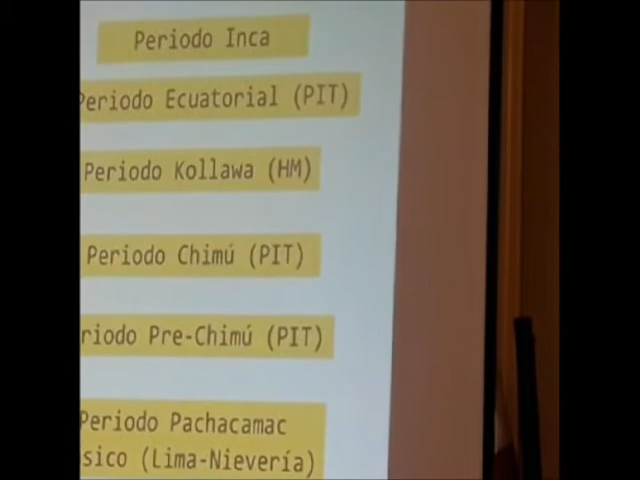 Periodo Inca
Periodo Ecuatorial (PIT)
Periodo Kollawa (HM)
Periodo Chimú (PIT)
riodo Pre-Chimú (PIT)
Periodo Pachacamac
sico (Lima-Nievería)